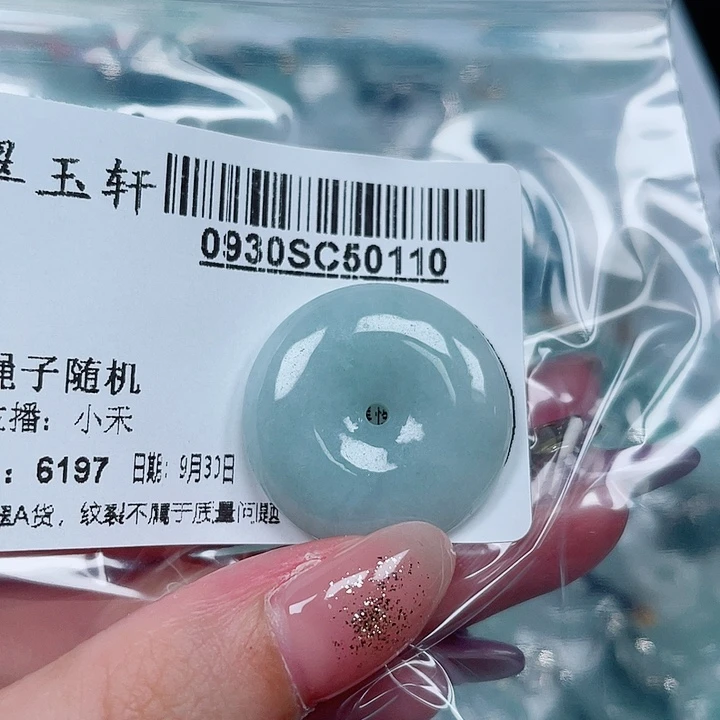 玉轩
0930SC50110
子随机
播：小禾
：6197 日期：9月30日
A货，纹裂不属于质量问题